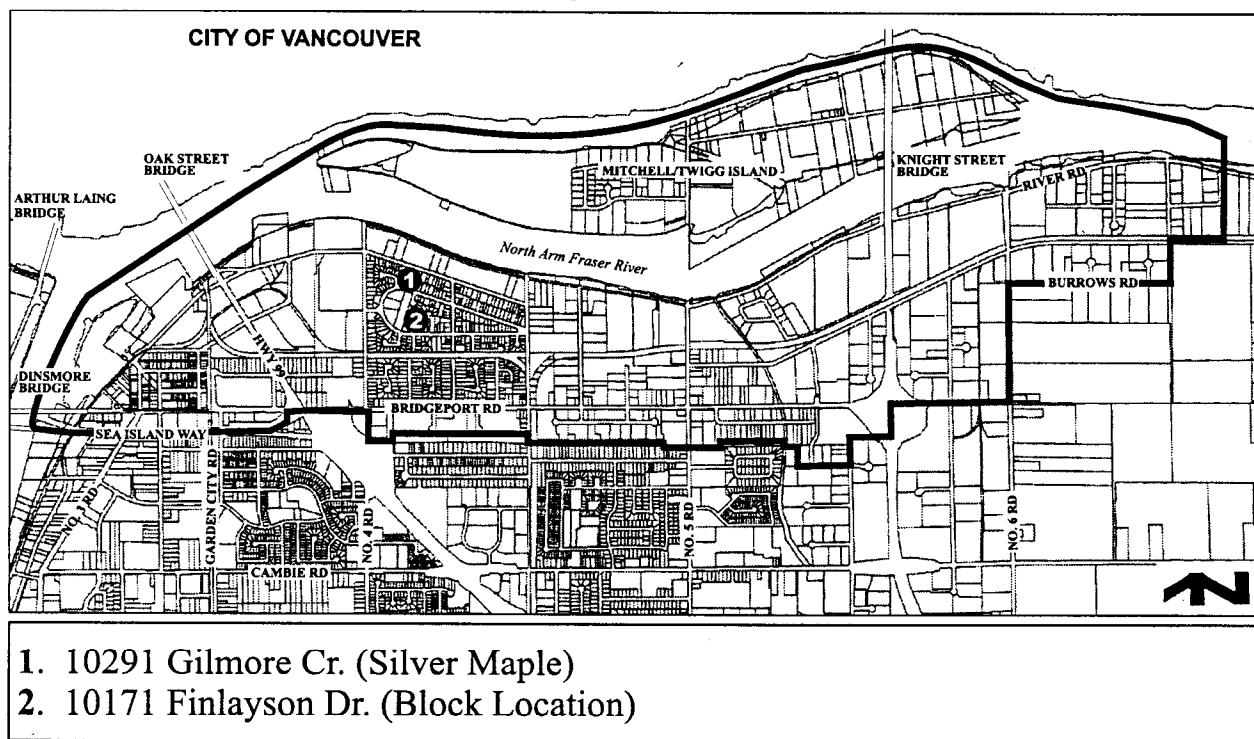 CITY OF VANCOUVER
OAK STREET
BRIDGE
ARTHUR LAING
BRIDGE
MITCHELL/TWIGG ISLAND
KNIGHT STREET
BRIDGE
RIVER RD
North Arm Fraser River
1
2
BURROWS RD
HWY 99
DINSMORE
BRIDGE
BRIDGEPORT RD
SEA ISLAND WAY
NO. 3 RD
GARDEN CITY RD
NO. 4 RD
NO. 5 RD
NO. 6 RD
CAMBIE RD
N
1. 10291 Gilmore Cr. (Silver Maple)
2. 10171 Finlayson Dr. (Block Location)